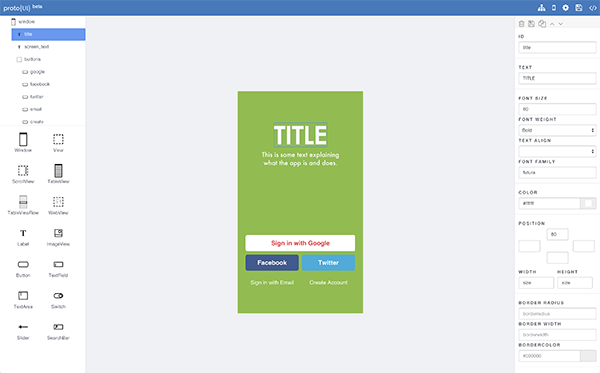 proto{UI} beta
window
title
screen_text
buttons
google
facebook
twitter
email
create
Window
View
ScrollView
TableView
TableViewRow
WebView
Label
ImageView
Button
TextField
TextArea
Switch
Slider
SearchBar
TITLE
This is some text explaining
what the app is and does.
Sign in with Google
Facebook
Twitter
Sign in with Email
Create Account
ID
title
TEXT
TITLE
FONT SIZE
60
FONT WEIGHT
Bold
TEXT ALIGN
FONT FAMILY
futura
COLOR
#ffffff
POSITION
80
WIDTH
HEIGHT
size
size
BORDER RADIUS
borderradius
BORDER WIDTH
borderwidth
BORDERCOLOR
#000000